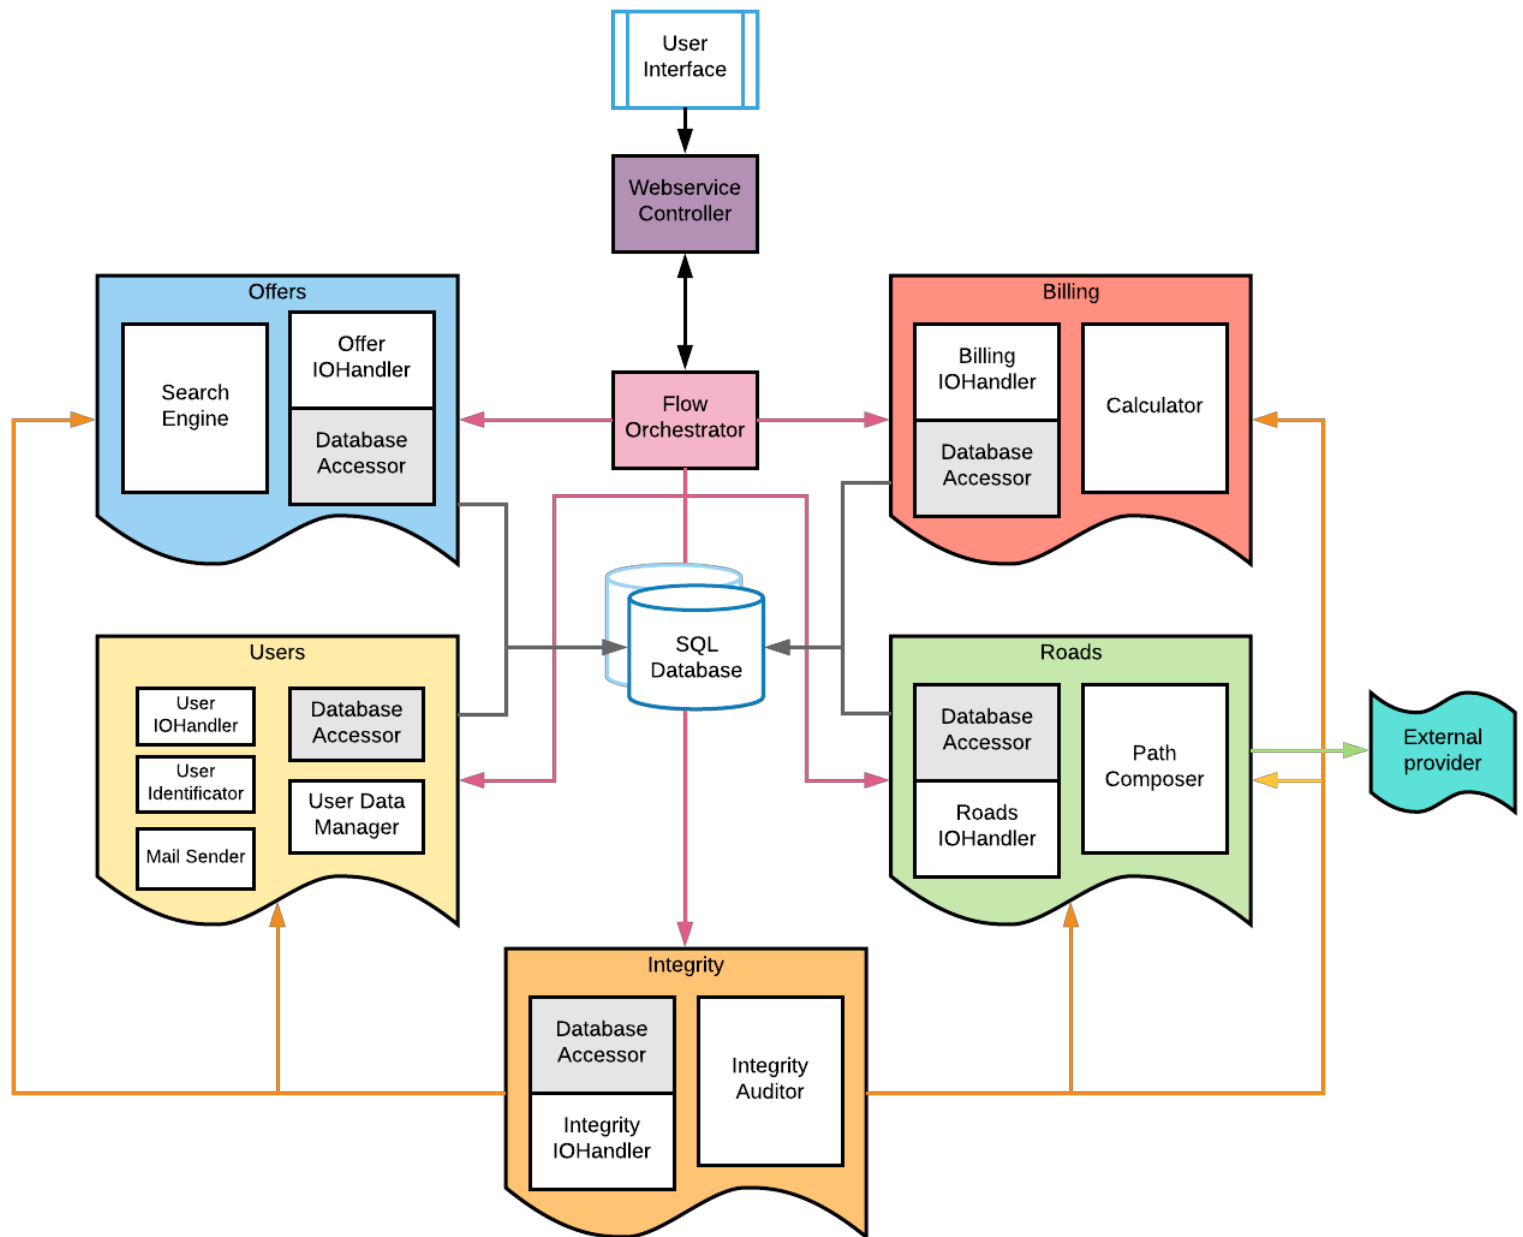 User
Interface
Webservice
Controller
Offers
Search
Engine
Offer
IOHandler
Database
Accessor
Flow
Orchestrator
Billing
Billing
IOHandler
Database
Accessor
Calculator
SQL
Database
Users
User
IOHandler
User
Identificator
Mail Sender
Database
Accessor
User Data
Manager
Roads
Database
Accessor
Roads
IOHandler
Path
Composer
External
provider
Integrity
Database
Accessor
Integrity
IOHandler
Integrity
Auditor